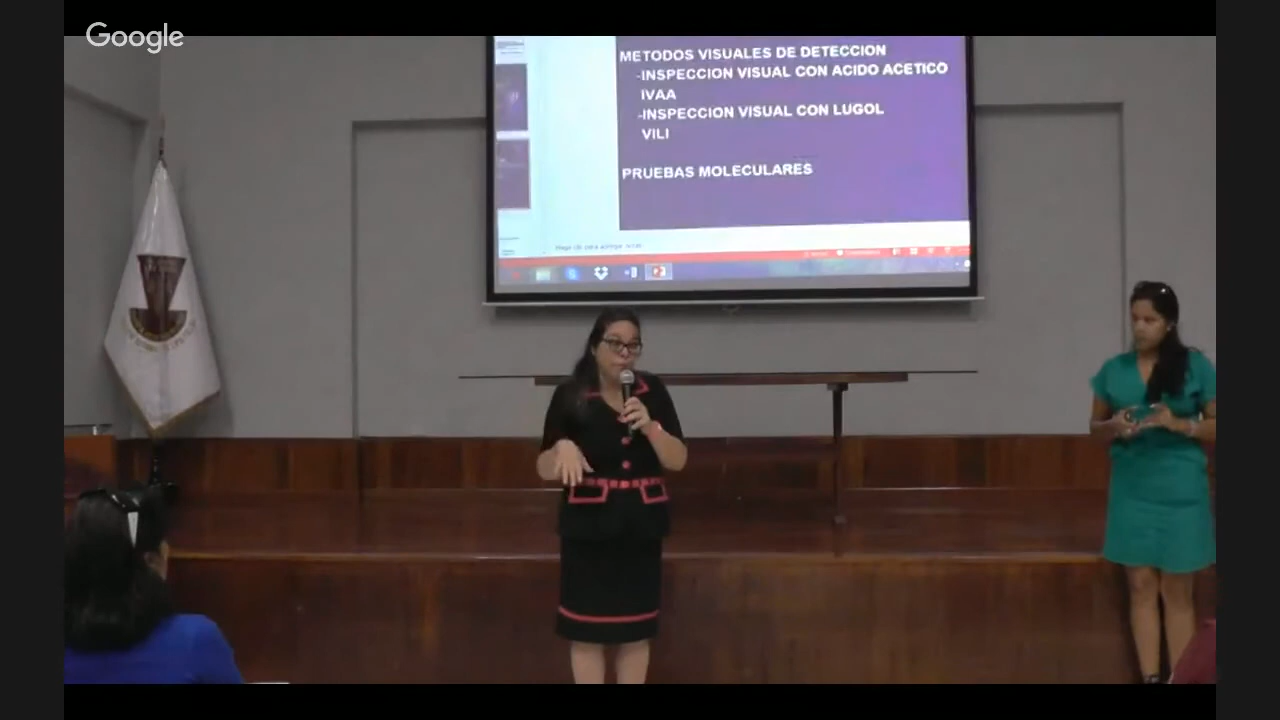 Google
METODOS VISUALES DE DETECCION
-INSPECCION VISUAL CON ACIDO ACETICO
IVAA
-INSPECCION VISUAL CON LUGOL
VILI
PRUEBAS MOLECULARES